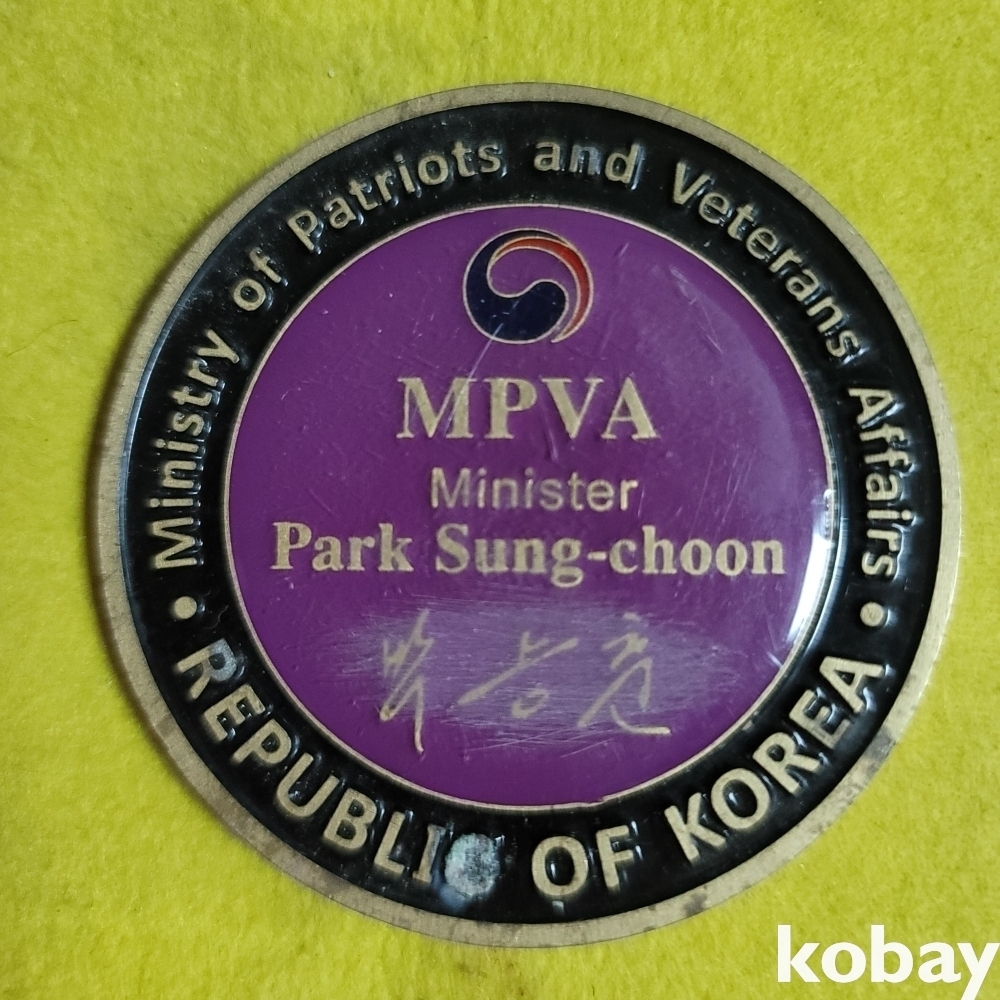 Ministry of Patriots and Veterans Affairs
MPVA
Minister
Park Sung-choon
REPUBLIC OF KOREA
kobay